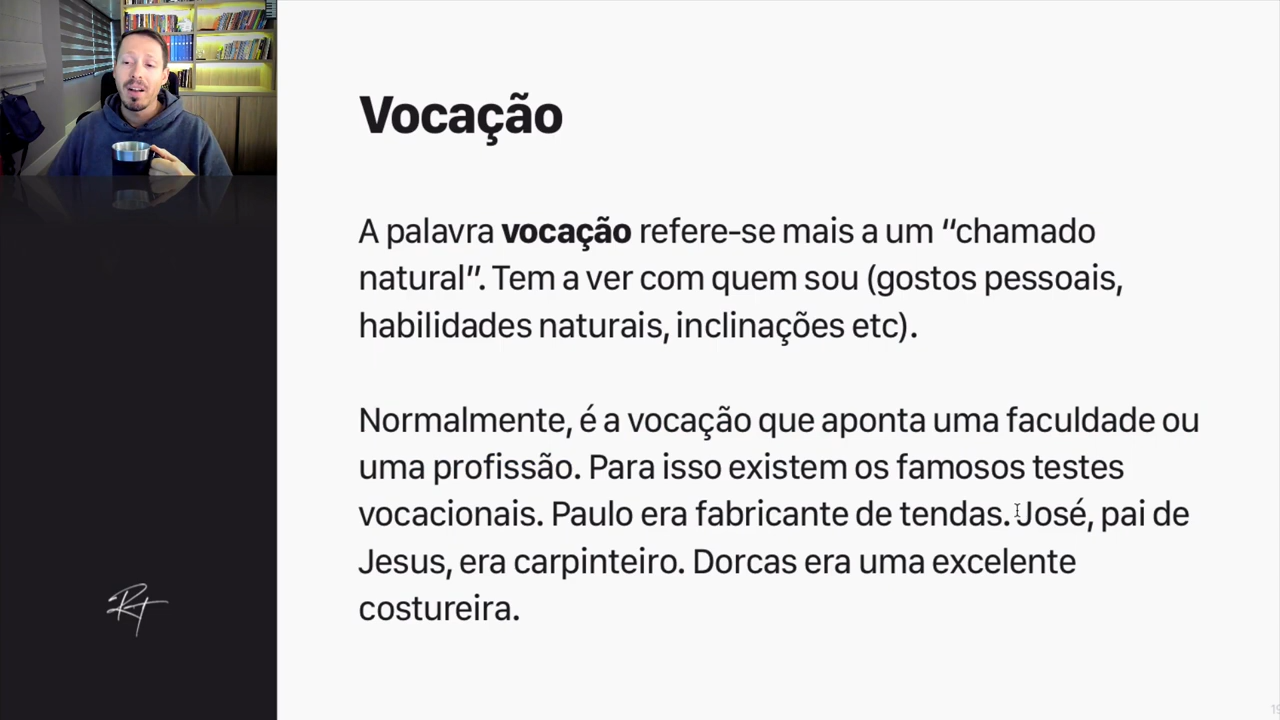 Vocação
A palavra vocação refere-se mais a um “chamado
natural”. Tem a ver com quem sou (gostos pessoais,
habilidades naturais, inclinações etc).
Normalmente, é a vocação que aponta uma faculdade ou
uma profissão. Para isso existem os famosos testes
vocacionais. Paulo era fabricante de tendas. José, pai de
Jesus, era carpinteiro. Dorcas era uma excelente
costureira.
RT